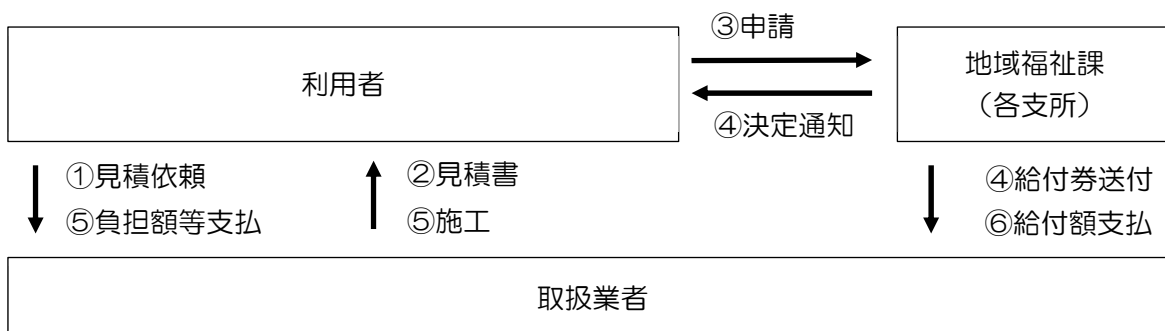 ③申請
利用者
地域福祉課
（各支所）
④決定通知
①見積依頼
⑤負担額等支払
②見積書
⑤施工
④給付券送付
⑥給付額支払
取扱業者